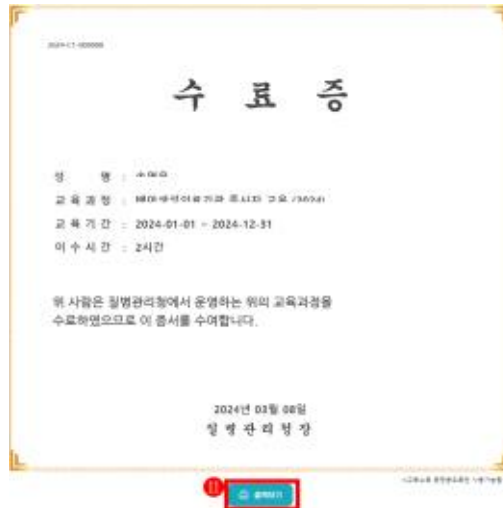 수 료 증
성 명 :
교 육 과 정 :
교 육 기 간 : 2024-01-01 ~ 2024-12-31
이 수 시 간 : 2시간
위 사람은 질병관리청에서 운영하는 위의 교육과정을
수료하였으므로 이 증서를 수여합니다.
2024년 03월 08일
질 병 관 리 청 장
11